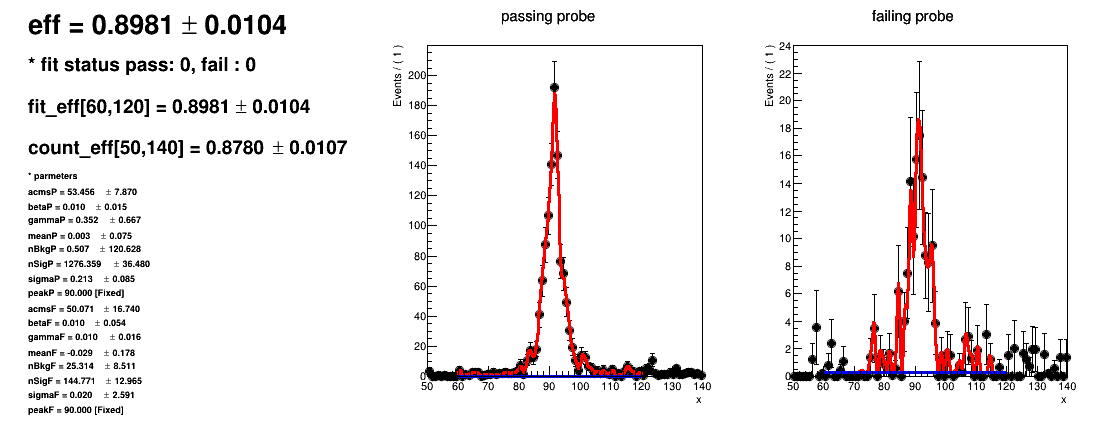 eff = 0.8981 ± 0.0104
* fit status pass: 0, fail : 0
fit_eff[60,120] = 0.8981 ± 0.0104
count_eff[50,140] = 0.8780 ± 0.0107
* parmeters
acmsP = 53.456 ± 7.870
betaP = 0.010 ± 0.015
gammaP = 0.352 ± 0.667
meanP = 0.003 ± 0.075
nBkgP = 0.507 ± 120.628
nSigP = 1276.359 ± 36.480
sigmaP = 0.213 ± 0.085
peakP = 90.000 [Fixed]
acmsF = 50.071 ± 16.740
betaF = 0.010 ± 0.054
gammaF = 0.010 ± 0.016
meanF = -0.029 ± 0.178
nBkgF = 25.314 ± 8.511
nSigF = 144.771 ± 12.965
sigmaF = 0.020 ± 2.591
peakF = 90.000 [Fixed]
passing probe
Events / ( 1 )
200
180
160
140
120
100
80
60
40
20
0
50 60 70 80 90 100 110 120 130 140
x
failing probe
Events / ( 1 )
24
22
20
18
16
14
12
10
8
6
4
2
0
50 60 70 80 90 100 110 120 130 140
x